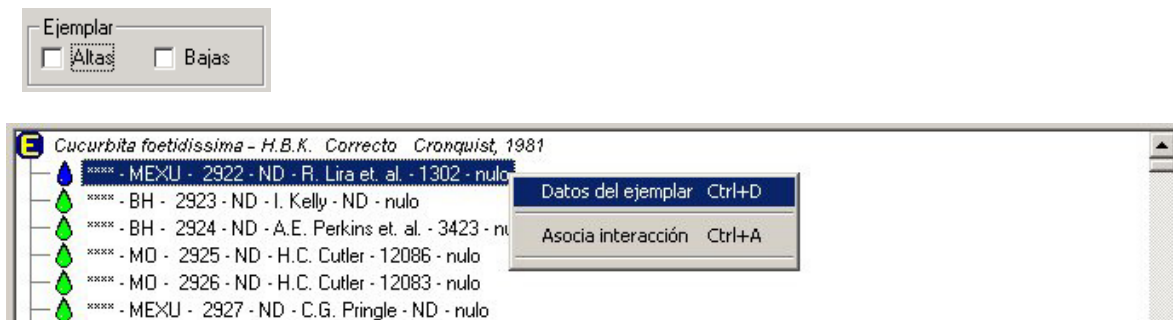 Ejemplar
Altas Bajas
E Cucurbita foetidissima - H.B.K. Correcto Cronquist, 1981
**** - MEXU - 2922 - ND - R. Lira et. al. - 1302 - nulo
**** - BH - 2923 - ND - I. Kelly - ND - nulo
**** - BH - 2924 - ND - A.E. Perkins et. al. - 3423 - nu
**** - MO - 2925 - ND - H.C. Cutler - 12086 - nulo
**** - MO - 2926 - ND - H.C. Cutler - 12083 - nulo
**** - MEXU - 2927 - ND - C.G. Pringle - ND - nulo
Datos del ejemplar Ctrl+D
Asocia interacción Ctrl+A